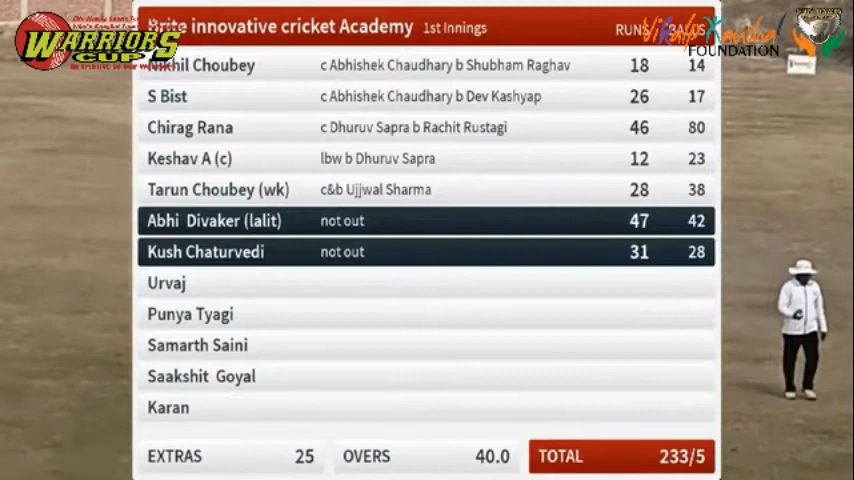 Brite innovative cricket Academy 1st Innings RUNS BALLS
WARRIORS
CUP
Vikalp Kausha
FOUNDATION
Choubey c Abhishek Chaudhary b Shubham Raghav 18 14
S Bist c Abhishek Chaudhary b Dev Kashyap 26 17
Chirag Rana c Dhuruv Sapra b Rachit Rustagi 46 80
Keshav A (c) lbw b Dhuruv Sapra 12 23
Tarun Choubey (wk) c&b Ujjwal Sharma 28 38
Abhi Divaker (lalit) not out 47 42
Kush Chaturvedi not out 31 28
Urvaj
Punya Tyagi
Samarth Saini
Saakshit Goyal
Karan
EXTRAS 25 OVERS 40.0 TOTAL 233/5